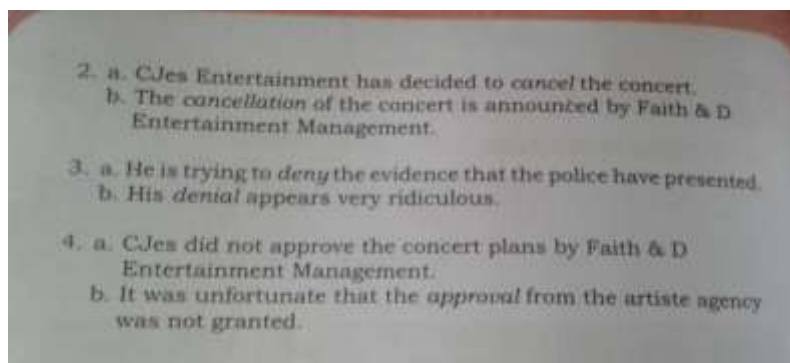 2. a. CJes Entertainment has decided to cancel the concert.
b. The cancellation of the concert is announced by Faith & D
Entertainment Management.
3. a. He is trying to deny the evidence that the police have presented.
b. His denial appears very ridiculous.
4. a. CJes did not approve the concert plans by Faith & D
Entertainment Management.
b. It was unfortunate that the approval from the artiste agency
was not granted.